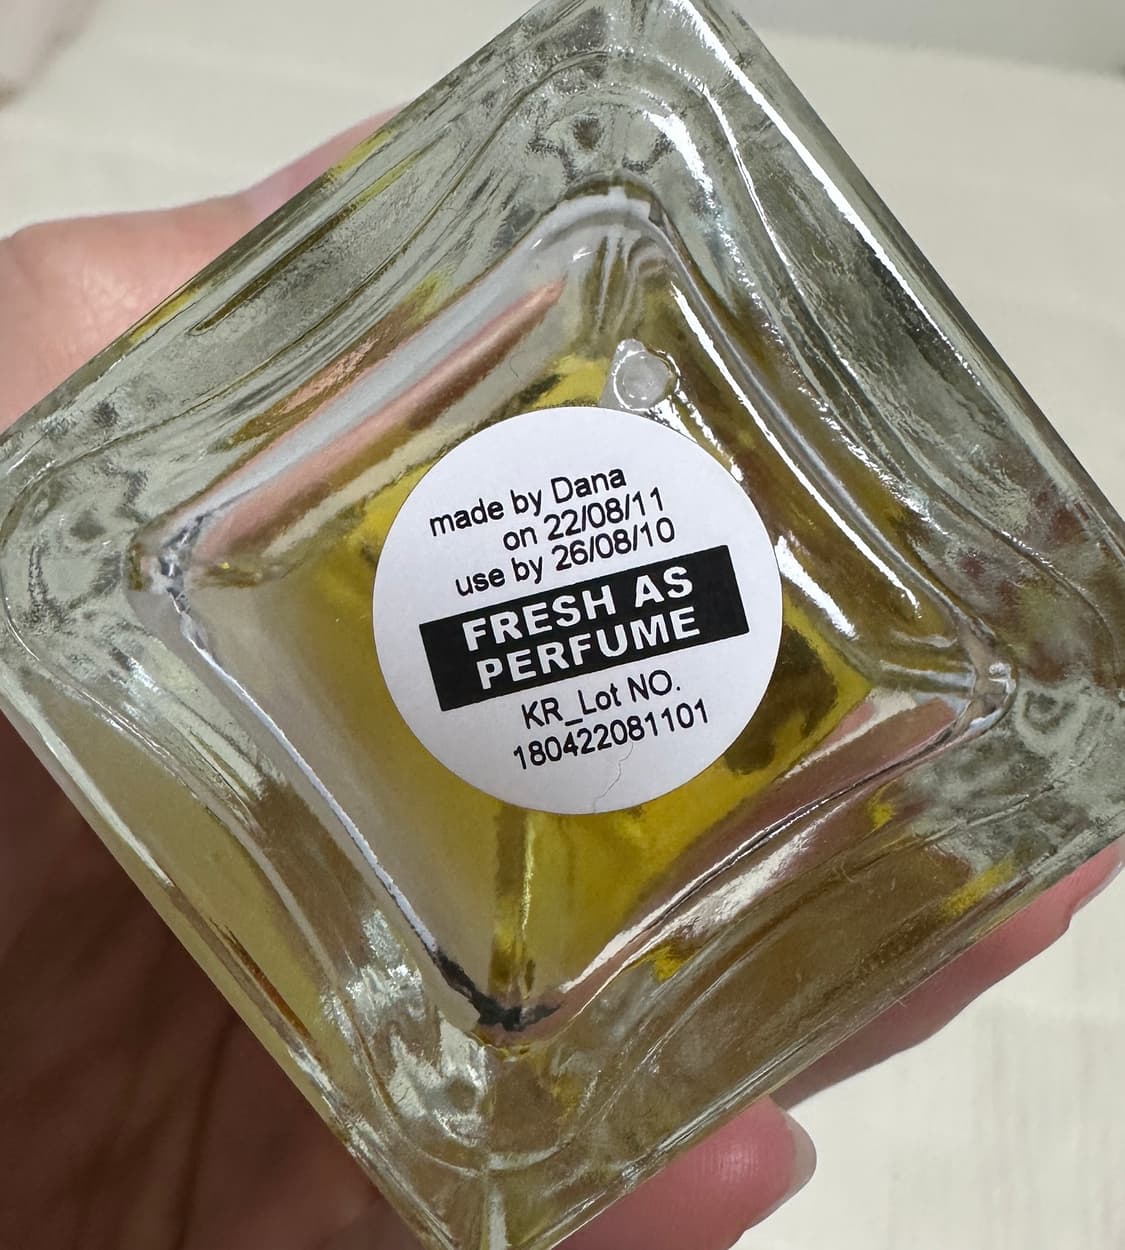 made by Dana
on 22/08/11
use by 26/08/10
FRESH AS
PERFUME
KR_Lot NO.
180422081101